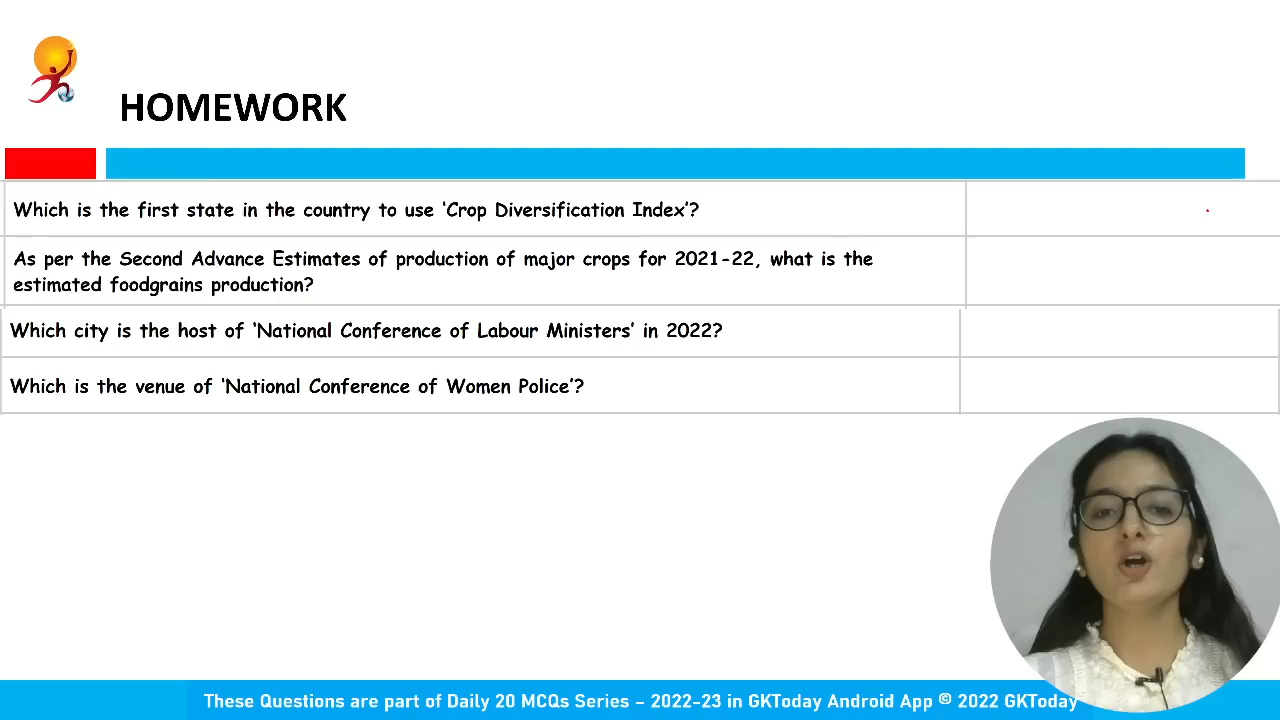 HOMEWORK
Which is the first state in the country to use ‘Crop Diversification Index’?
As per the Second Advance Estimates of production of major crops for 2021-22, what is the
estimated foodgrains production?
Which city is the host of ‘National Conference of Labour Ministers’ in 2022?
Which is the venue of ‘National Conference of Women Police’?
These Questions are part of Daily 20 MCQs Series – 2022-23 in GKToday Android App © 2022 GKToday